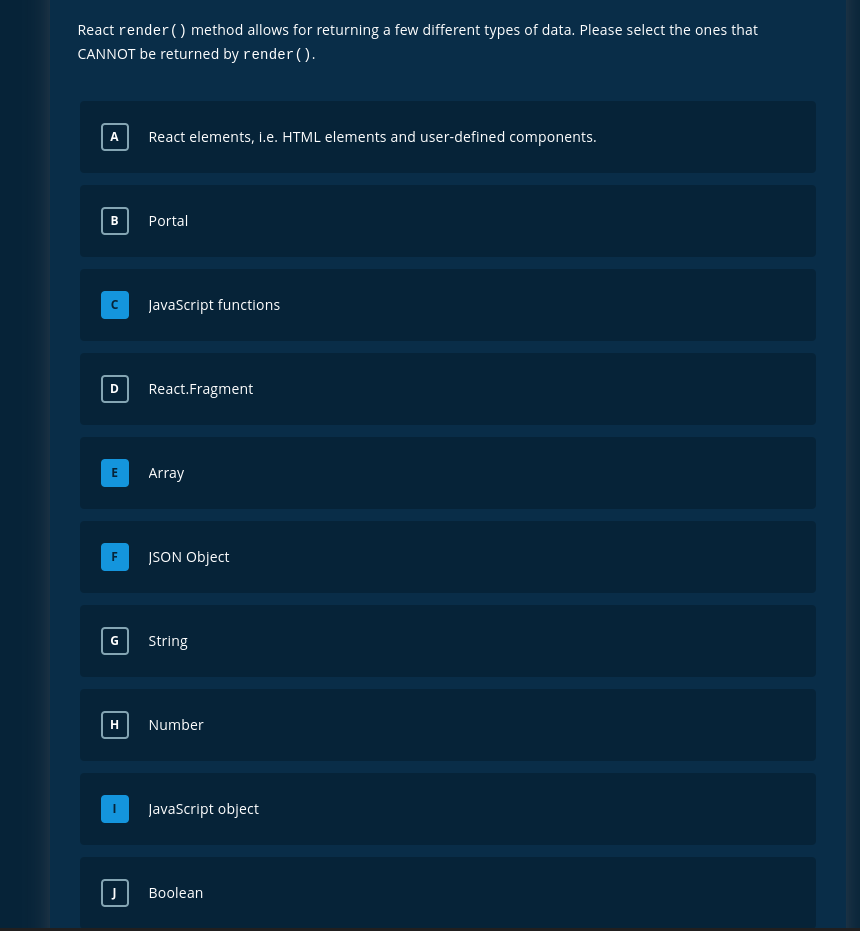 React render() method allows for returning a few different types of data. Please select the ones that
CANNOT be returned by render().
A React elements, i.e. HTML elements and user-defined components.
B Portal
C JavaScript functions
D React.Fragment
E Array
F JSON Object
G String
H Number
I JavaScript object
J Boolean